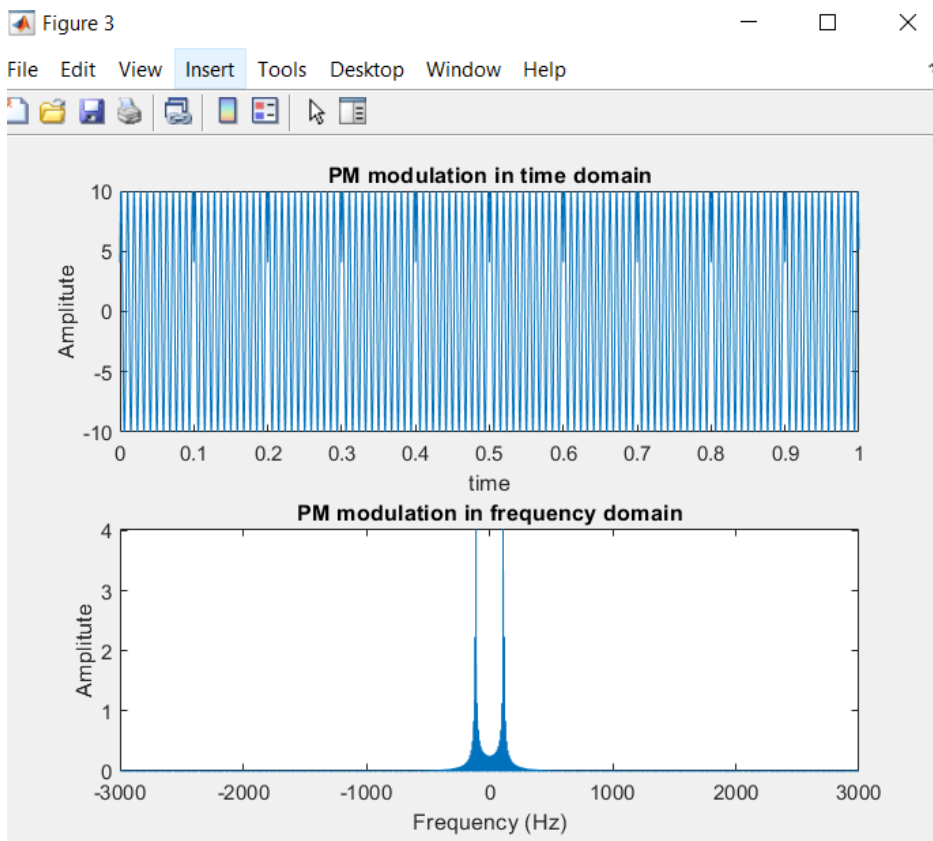 Figure 3
File Edit View Insert Tools Desktop Window Help
PM modulation in time domain
10
5
0
-5
-10
Amplitute
0 0.1 0.2 0.3 0.4 0.5 0.6 0.7 0.8 0.9 1
time
PM modulation in frequency domain
4
3
2
1
0
Amplitute
-3000 -2000 -1000 0 1000 2000 3000
Frequency (Hz)